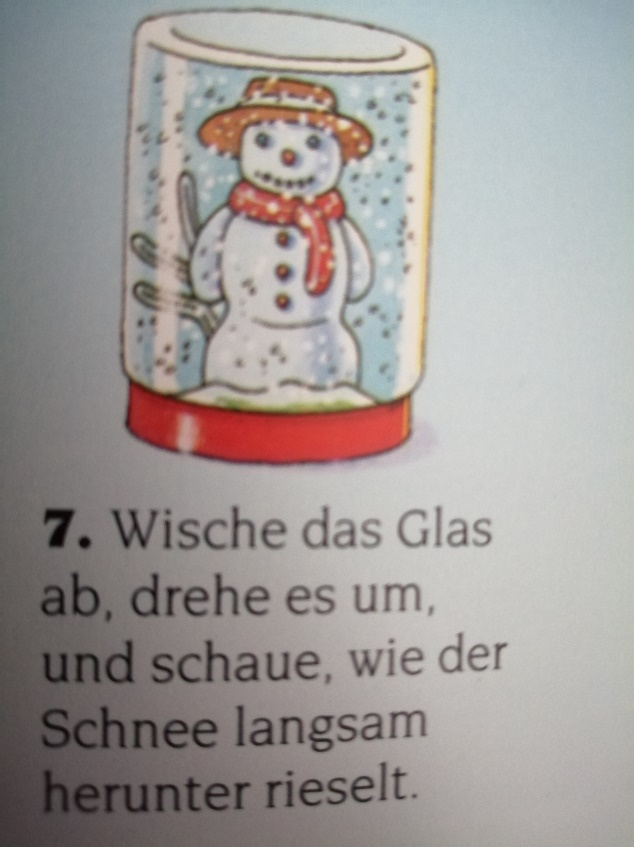 7. Wische das Glas
ab, drehe es um,
und schaue, wie der
Schnee langsam
herunter rieselt.